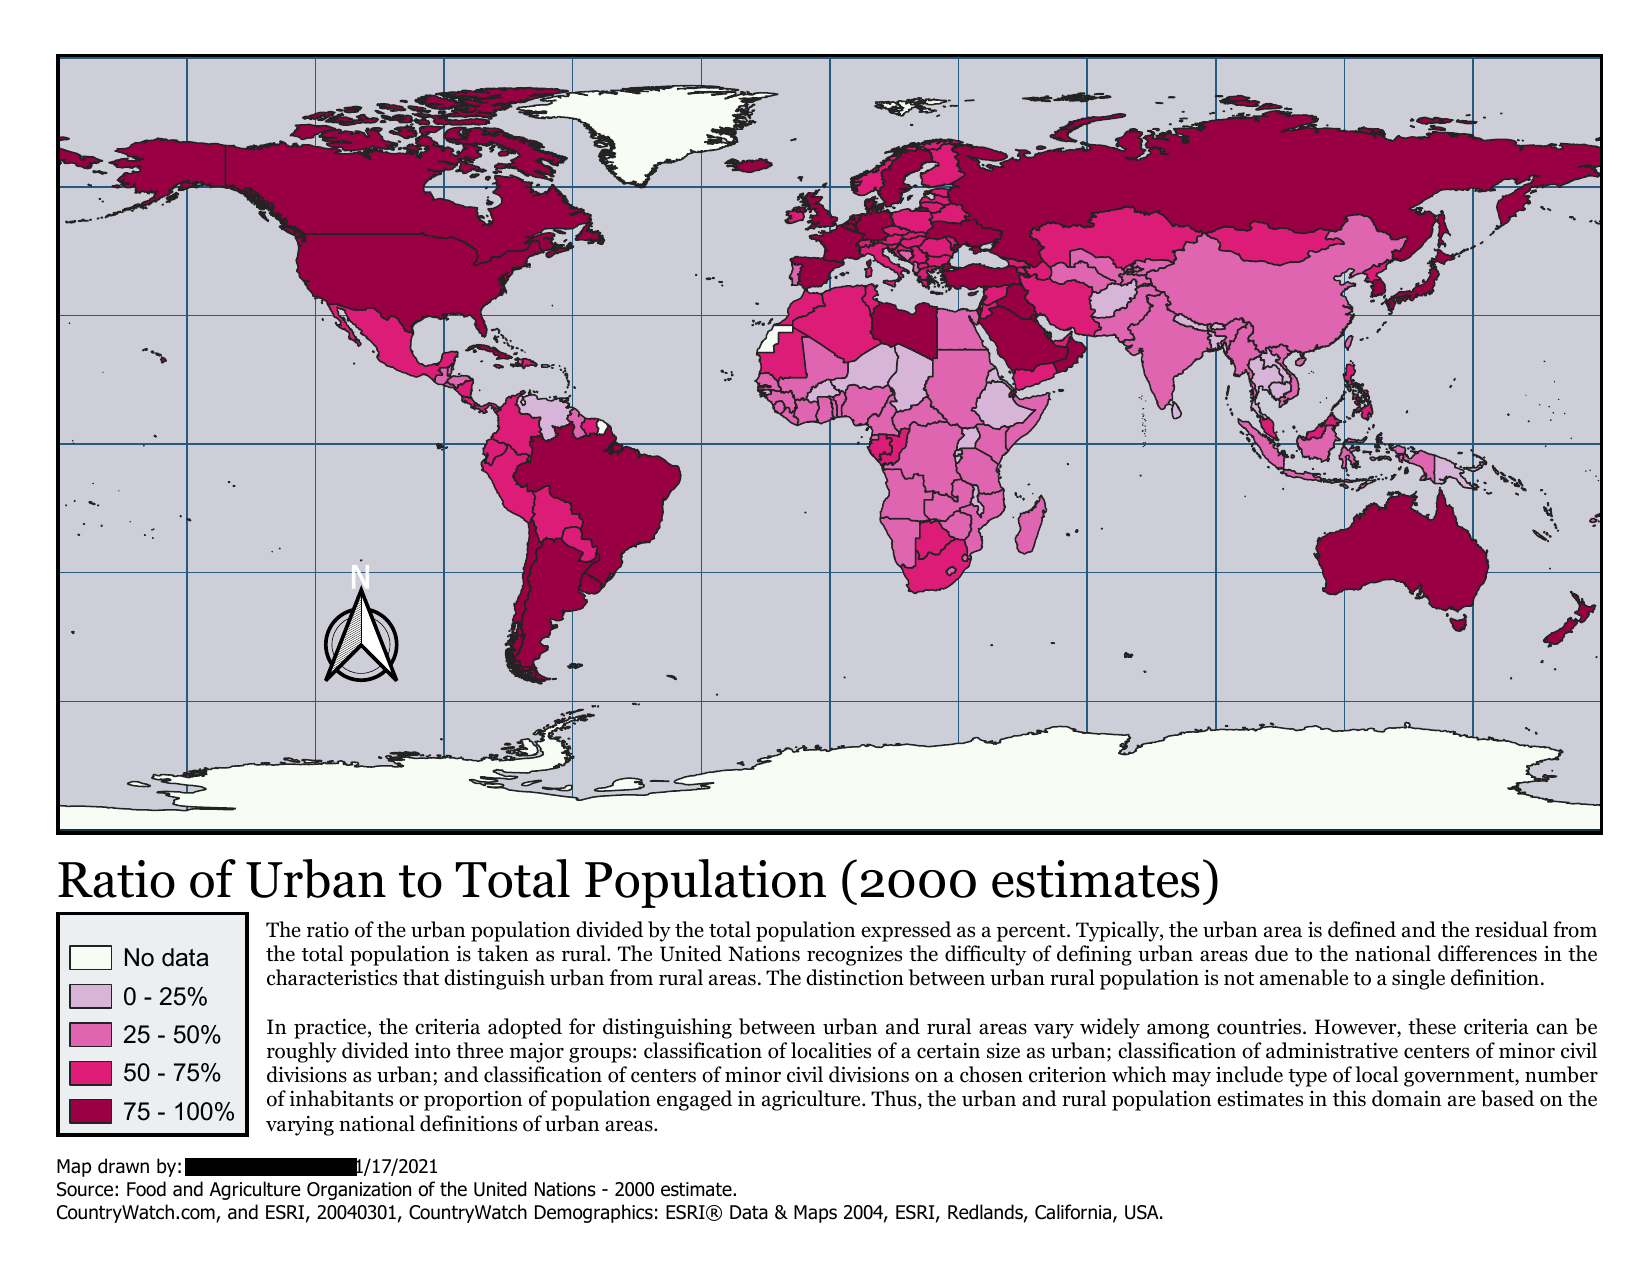 N
Ratio of Urban to Total Population (2000 estimates)
No data
0 - 25%
25 - 50%
50 - 75%
75 - 100%
The ratio of the urban population divided by the total population expressed as a percent. Typically, the urban area is defined and the residual from
the total population is taken as rural. The United Nations recognizes the difficulty of defining urban areas due to the national differences in the
characteristics that distinguish urban from rural areas. The distinction between urban rural population is not amenable to a single definition.
In practice, the criteria adopted for distinguishing between urban and rural areas vary widely among countries. However, these criteria can be
roughly divided into three major groups: classification of localities of a certain size as urban; classification of administrative centers of minor civil
divisions as urban; and classification of centers of minor civil divisions on a chosen criterion which may include type of local government, number
of inhabitants or proportion of population engaged in agriculture. Thus, the urban and rural population estimates in this domain are based on the
varying national definitions of urban areas.
Map drawn by: 1/17/2021
Source: Food and Agriculture Organization of the United Nations - 2000 estimate.
CountryWatch.com, and ESRI, 20040301, CountryWatch Demographics: ESRI® Data & Maps 2004, ESRI, Redlands, California, USA.